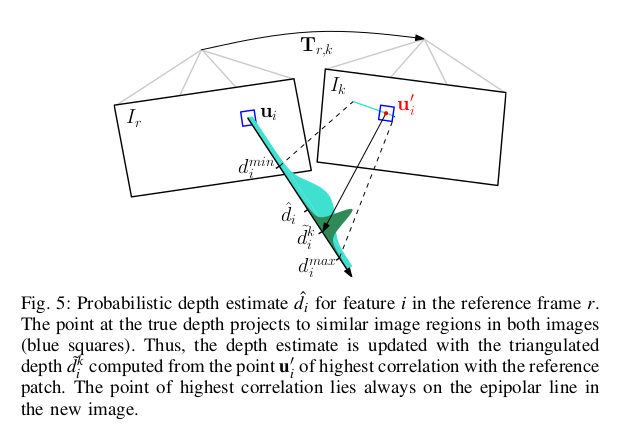 T_{r,k}
I_r
u_i
I_k
u'_i
d_i^{min}
\hat{d}_i
\tilde{d}_i^k
d_i^{max}
Fig. 5: Probabilistic depth estimate \hat{d}_i for feature i in the reference frame r.
The point at the true depth projects to similar image regions in both images
(blue squares). Thus, the depth estimate is updated with the triangulated
depth \tilde{d}_i^k computed from the point u'_i of highest correlation with the reference
patch. The point of highest correlation lies always on the epipolar line in
the new image.